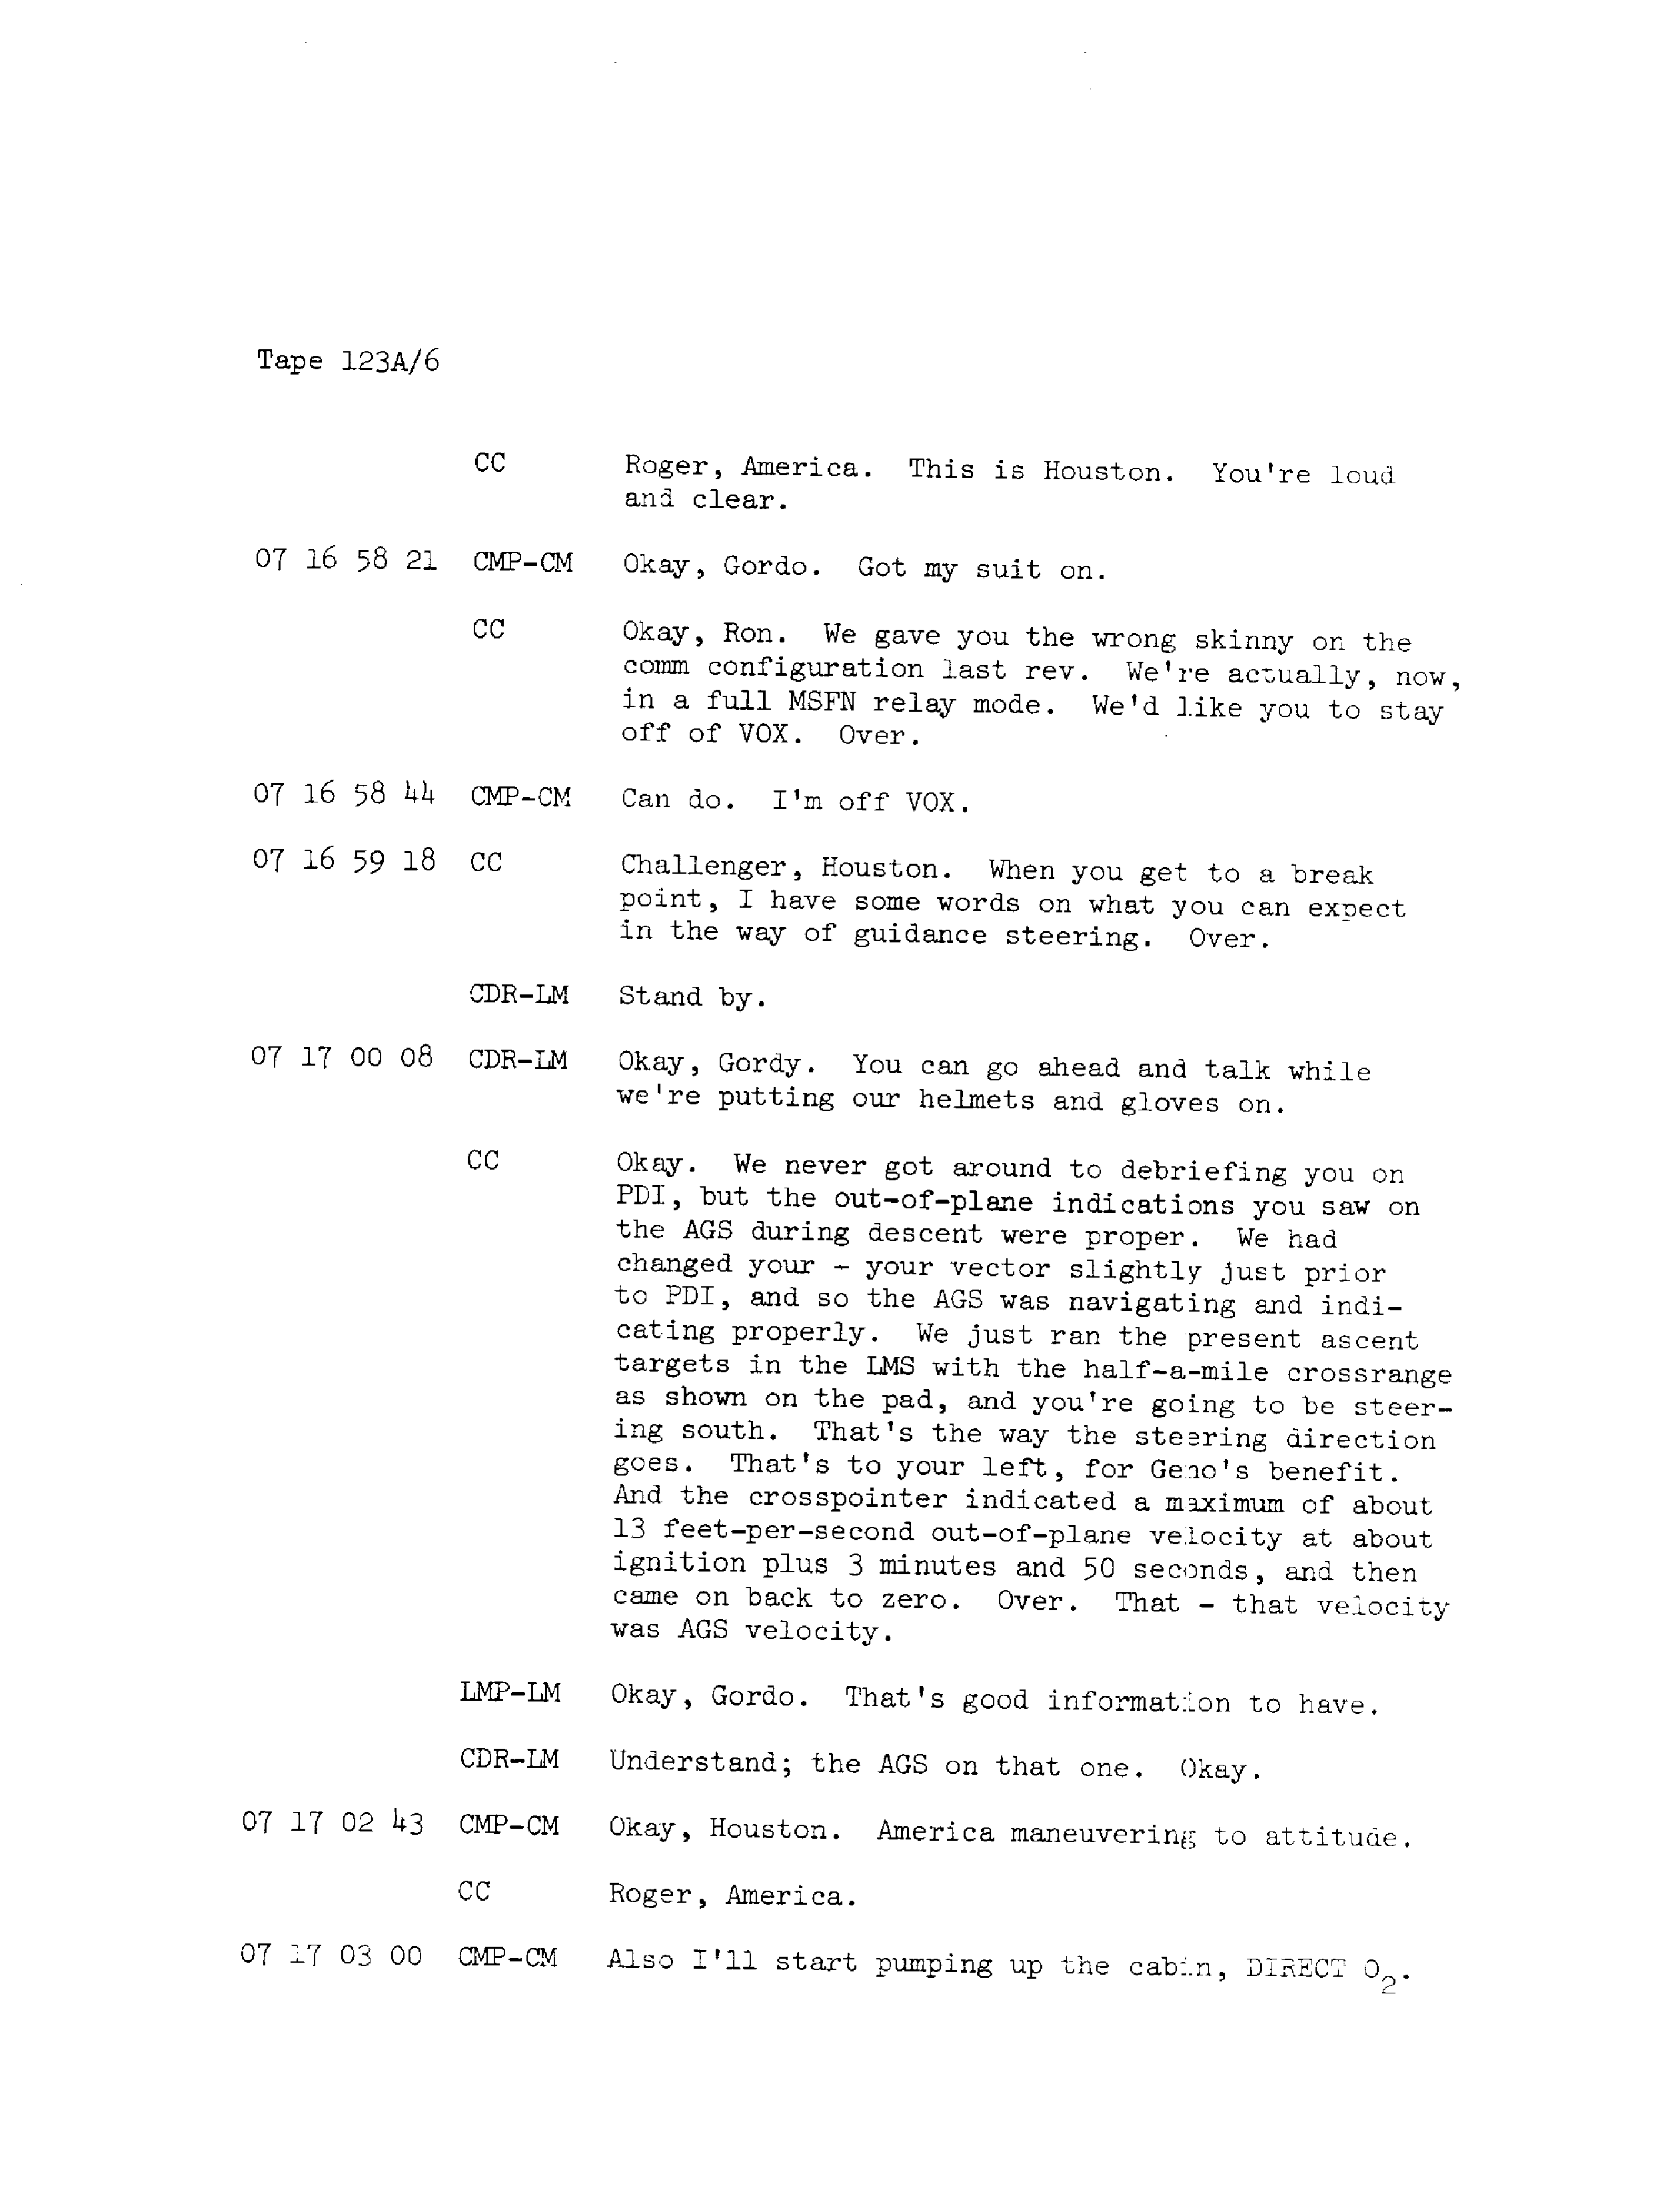 Tape 123A/6
CC Roger, America. This is Houston. You're loud
and clear.
07 16 58 21 CMP-CM Okay, Gordo. Got my suit on.
CC Okay, Ron. We gave you the wrong skinny on the
comm configuration last rev. We're actually, now,
in a full MSFN relay mode. We'd like you to stay
off of VOX. Over.
07 16 58 44 CMP-CM Can do. I'm off VOX.
07 16 59 18 CC Challenger, Houston. When you get to a break
point, I have some words on what you can expect
in the way of guidance steering. Over.
CDR-LM Stand by.
07 17 00 08 CDR-LM Okay, Gordy. You can go ahead and talk while
we're putting our helmets and gloves on.
CC Okay. We never got around to debriefing you on
PDI, but the out-of-plane indications you saw on
the AGS during descent were proper. We had
changed your - your vector slightly just prior
to PDI, and so the AGS was navigating and indi-
cating properly. We just ran the present ascent
targets in the LMS with the half-a-mile crossrange
as shown on the pad, and you're going to be steer-
ing south. That's the way the steering direction
goes. That's to your left, for Geno's benefit.
And the crosspointer indicated a maximum of about
13 feet-per-second out-of-plane velocity at about
ignition plus 3 minutes and 50 seconds, and then
came on back to zero. Over. That - that velocity
was AGS velocity.
LMP-LM Okay, Gordo. That's good information to have.
CDR-LM Understand; the AGS on that one. Okay.
07 17 02 43 CMP-CM Okay, Houston. America maneuvering to attitude.
CC Roger, America.
07 17 03 00 CMP-CM Also I'll start pumping up the cabin, DIRECT O2.